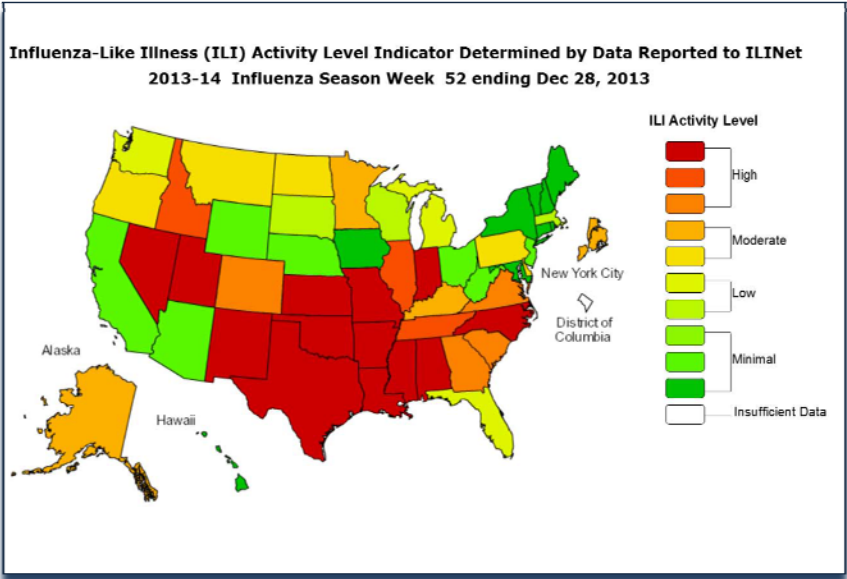 Influenza-Like Illness (ILI) Activity Level Indicator Determined by Data Reported to ILINet
2013-14 Influenza Season Week 52 ending Dec 28, 2013
ILI Activity Level
High
Moderate
Low
Minimal
Insufficient Data
New York City
District of
Columbia
Alaska
Hawaii